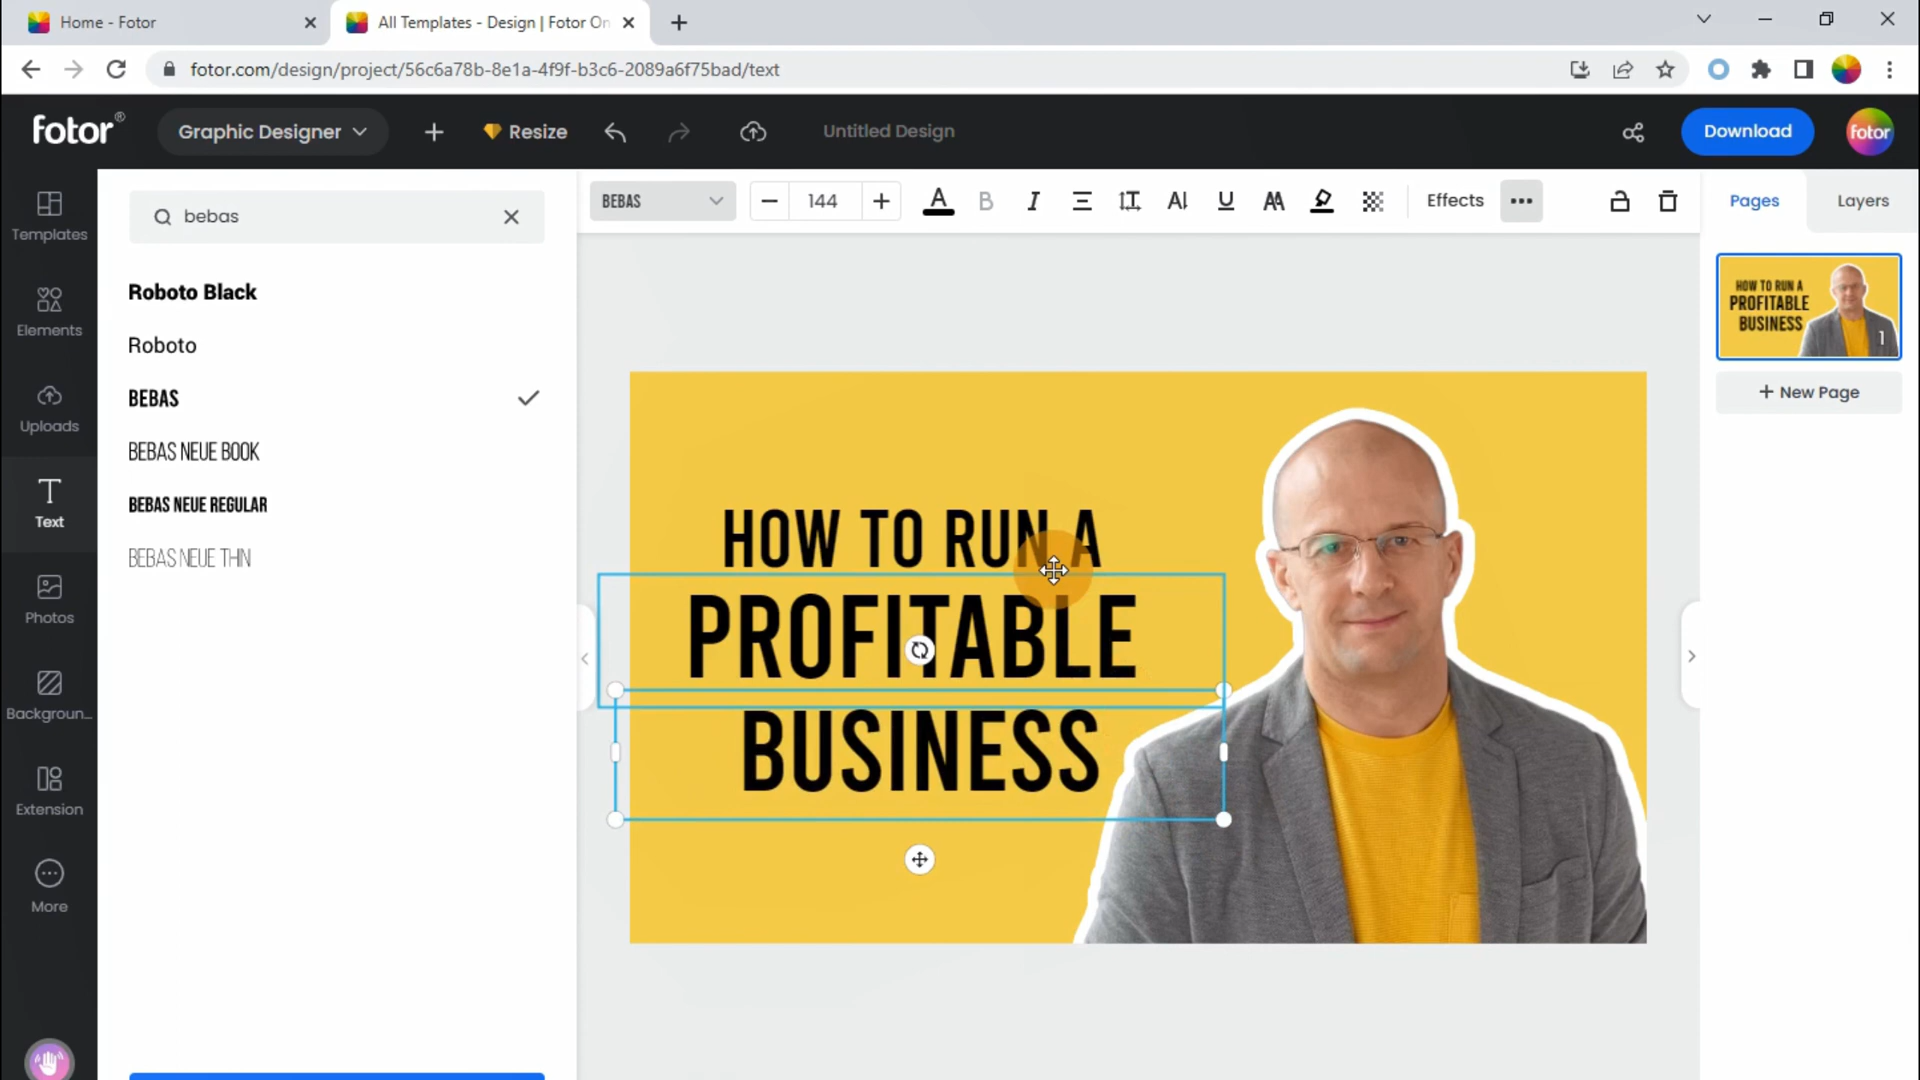 Home - Fotor
All Templates - Design | Fotor On
fotor.com/design/project/56c6a78b-8e1a-4f9f-b3c6-2089a6f75bad/text
fotor®
Graphic Designer
Resize
Untitled Design
Download
fotor
Templates
Elements
Uploads
Text
Photos
Backgroun...
Extension
More
bebas
Roboto Black
Roboto
BEBAS
BEBAS NEUE BOOK
BEBAS NEUE REGULAR
BEBAS NEUE THIN
BEBAS
144
A
B
I
AI
U
AA
Effects
HOW TO RUN A
PROFITABLE
BUSINESS
Pages
Layers
HOW TO RUN A
PROFITABLE
BUSINESS
1
+ New Page